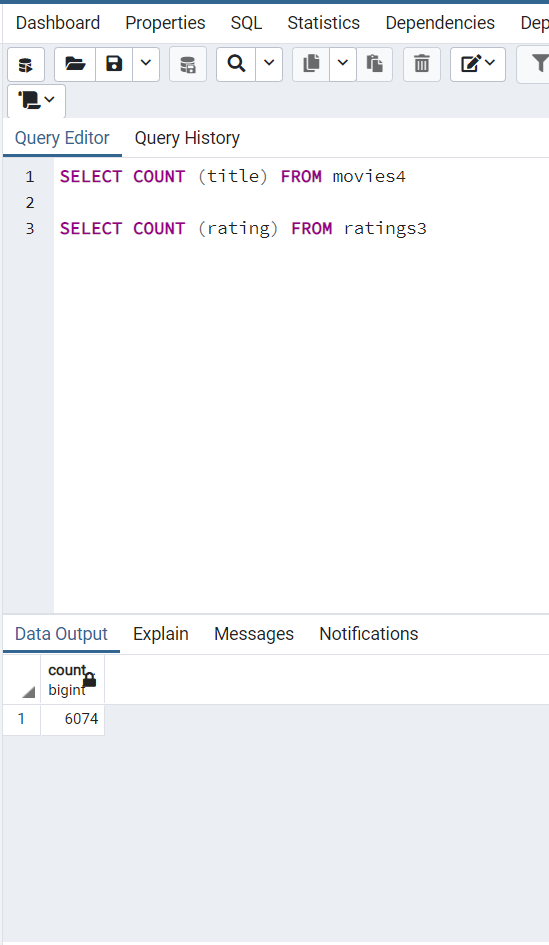 Dashboard Properties SQL Statistics Dependencies Dep
Query Editor Query History
1 SELECT COUNT (title) FROM movies4
2
3 SELECT COUNT (rating) FROM ratings3
Data Output Explain Messages Notifications
count
bigint
1 6074